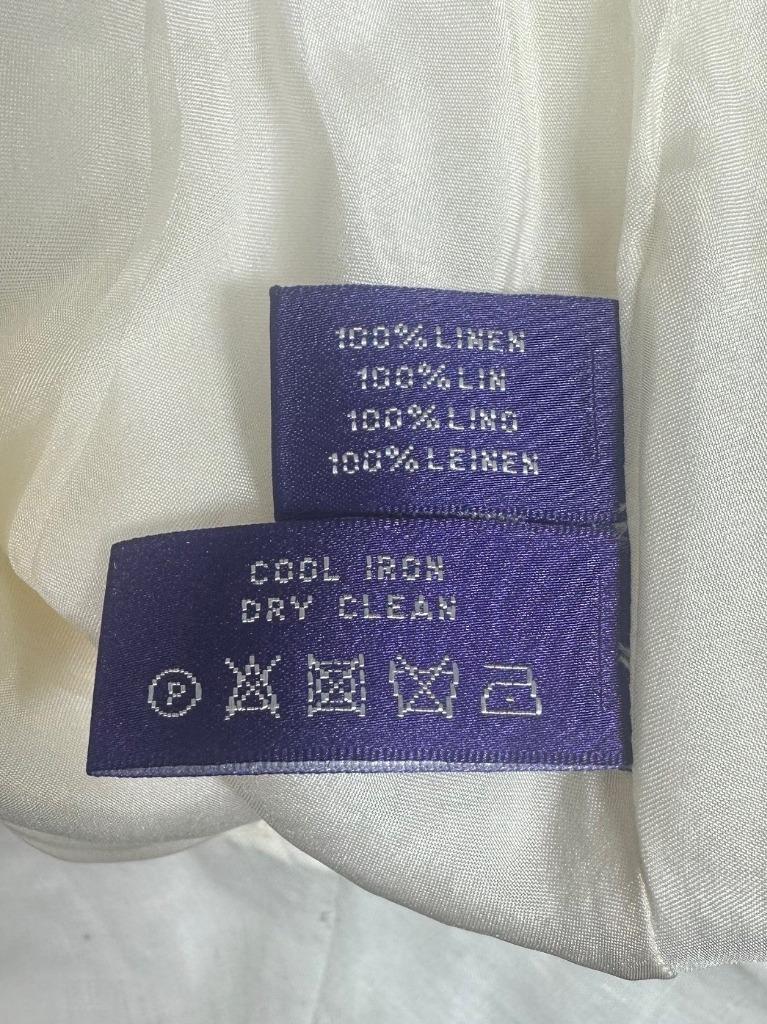 100% LINEN
100% LIN
100% LINO
100% LEINEN
COOL IRON
DRY CLEAN
P